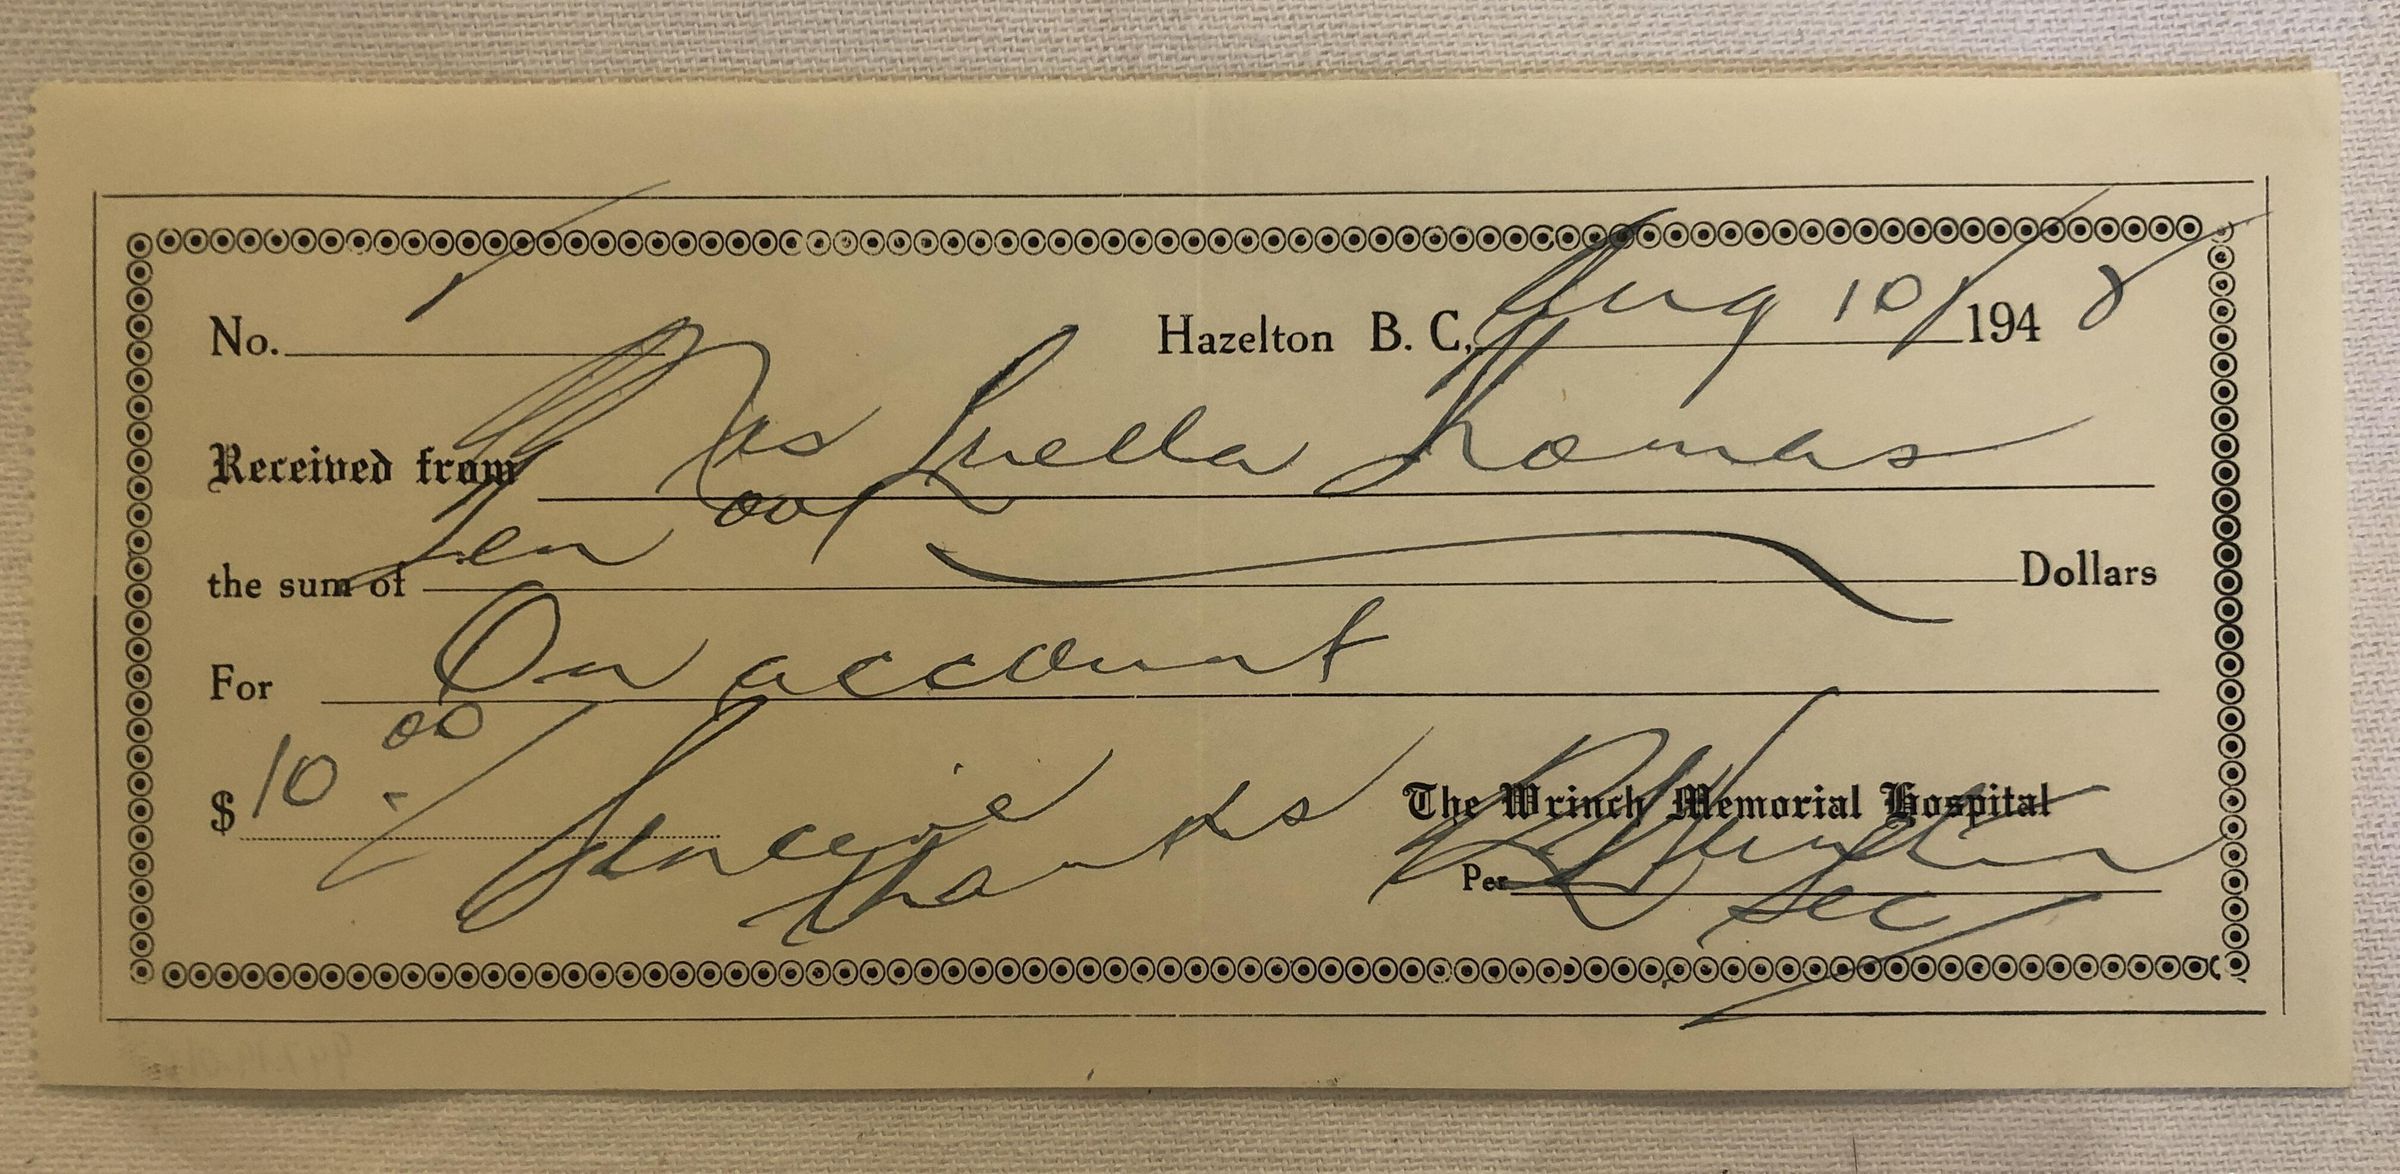 No.
Hazelton B. C., Aug 10/ 1948
Received from Mrs Luella Thomas
the sum of Ten 00/ Dollars
For On account
$10 00/
Sincere thanks
The Wrinch Memorial Hospital
Per
Sec